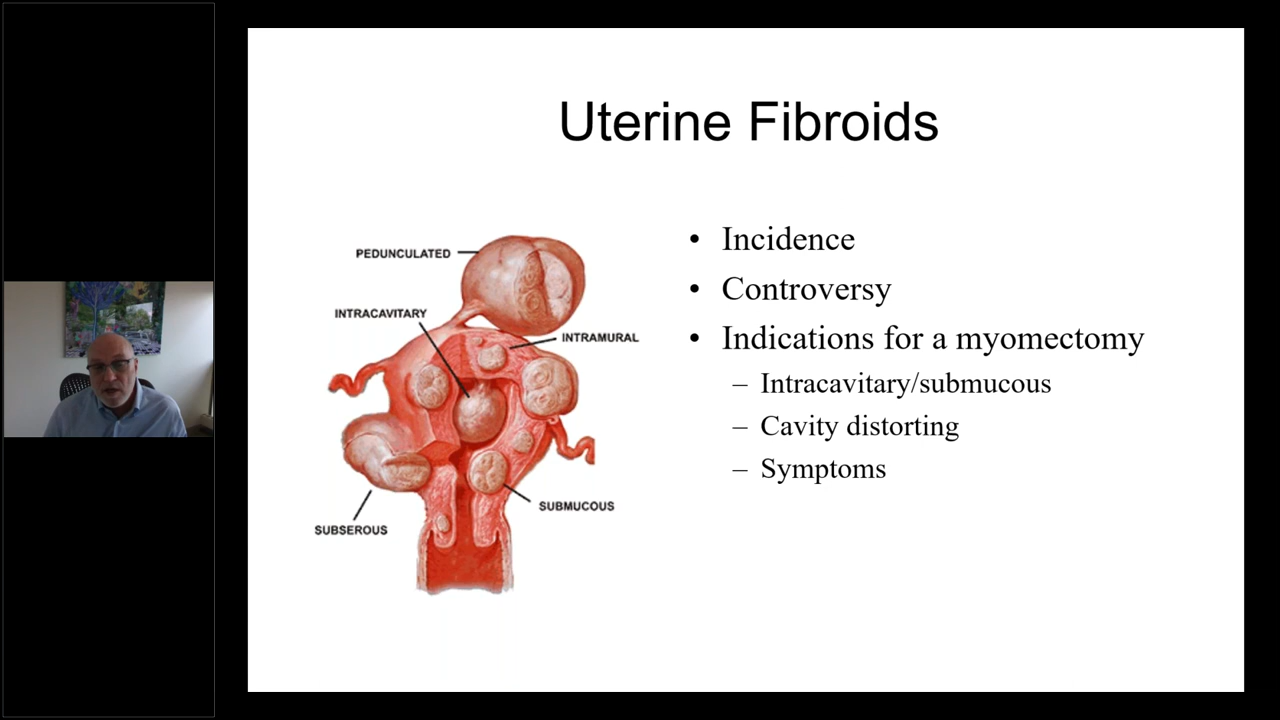 Uterine Fibroids
PEDUNCULATED
INTRACAVITARY
INTRAMURAL
SUBMUCOUS
SUBSEROUS
• Incidence
• Controversy
• Indications for a myomectomy
– Intracavitary/submucous
– Cavity distorting
– Symptoms